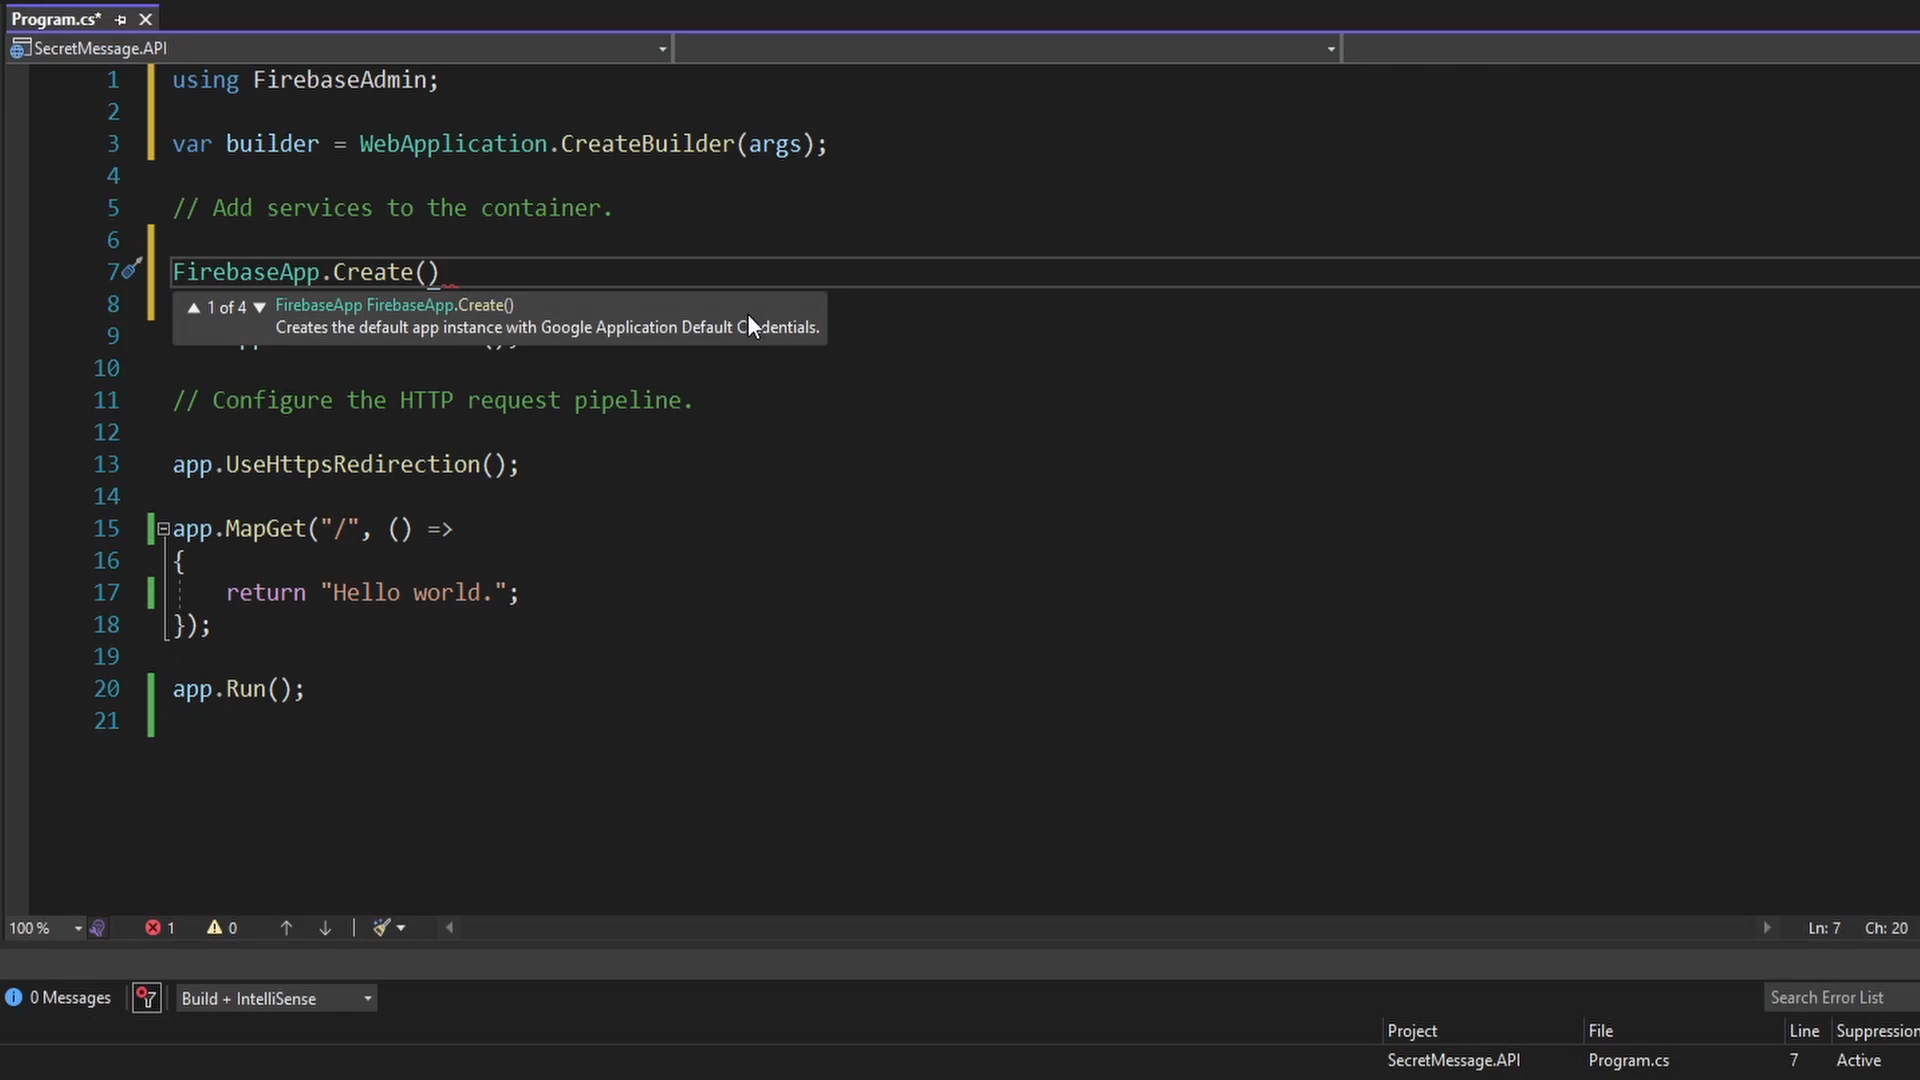 Program.cs*
SecretMessage.API
1 using FirebaseAdmin;
2
3 var builder = WebApplication.CreateBuilder(args);
4
5 // Add services to the container.
6
7 FirebaseApp.Create()
8 1 of 4 FirebaseApp FirebaseApp.Create()
Creates the default app instance with Google Application Default Credentials.
9
10
11 // Configure the HTTP request pipeline.
12
13 app.UseHttpsRedirection();
14
15 app.MapGet("/", () =>
16 {
17 return "Hello world.";
18 });
19
20 app.Run();
21
100 % 1 0 Ln: 7 Ch: 20
0 Messages Build + IntelliSense Search Error List
Project File Line Suppression
SecretMessage.API Program.cs 7 Active